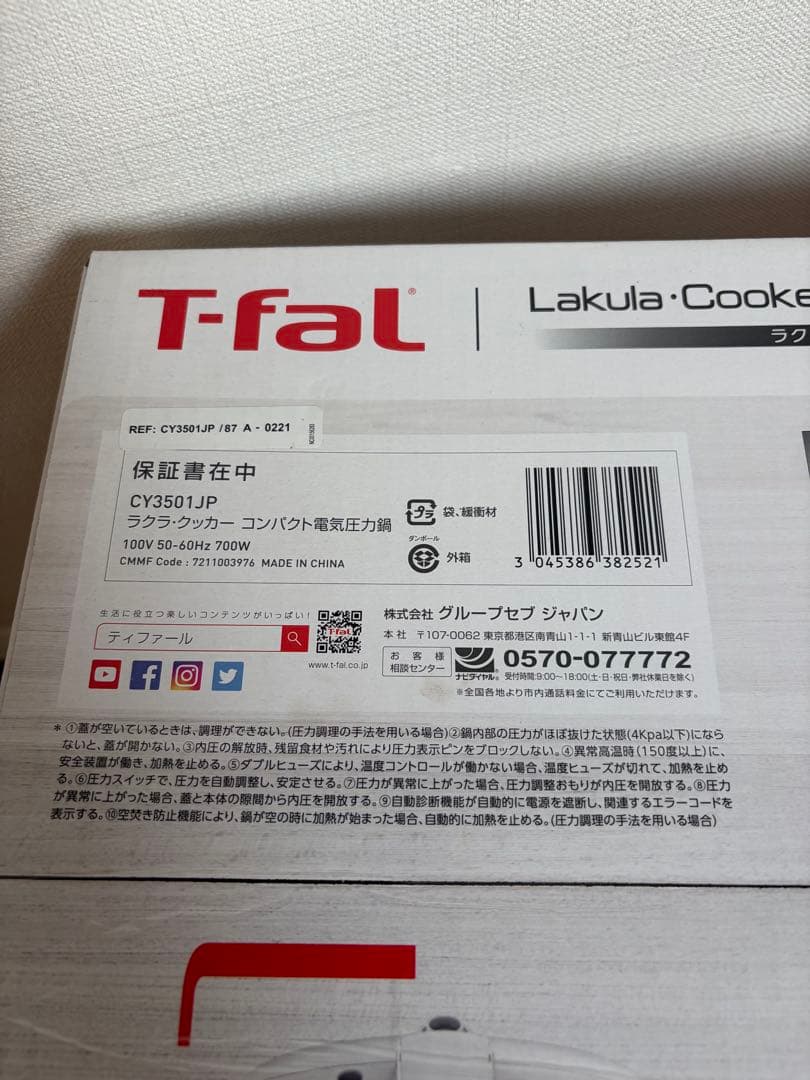 T-fal®
Lakula・Cooke
ラク
REF: CY3501JP /87 A - 0221
保証書在中
CY3501JP
ラクラ・クッカー コンパクト電気圧力鍋
100V 50-60Hz 700W
CMMF Code : 7211003976 MADE IN CHINA
プラ
袋、緩衝材
ダンボール
外箱
3 045386 382521
生活に役立つ楽しいコンテンツがいっぱい!
ティファール
T-fal
www.t-fal.co.jp
株式会社 グループセブ ジャパン
本 社 〒107-0062 東京都港区南青山1-1-1 新青山ビル東館4F
お客様
相談センター
ナビダイヤル®
0570-077772
受付時間:9:00〜18:00(土・日・祝日・弊社休業日を除く)
※全国各地より市内通話料金にてご利用いただけます。
* ①蓋が空いているときは、調理ができない。(圧力調理の手法を用いる場合)②鍋内部の圧力がほぼ抜けた状態(4Kpa以下)になら
ないと、蓋が開かない。③内圧の解放時、残留食材や汚れにより圧力表示ピンをブロックしない。④異常高温時(150度以上)に、
安全装置が働き、加熱を止める。⑤ダブルヒューズにより、温度コントロールが働かない場合、温度ヒューズが切れて、加熱を止め
る。⑥圧力スイッチで、圧力を自動調整し、安定させる。⑦圧力が異常に上がった場合、圧力調整おもりが内圧を開放する。⑧圧力
が異常に上がった場合、蓋と本体の隙間から内圧を開放する。⑨自動診断機能が自動的に電源を遮断し、関連するエラーコードを
表示する。⑩空焚き防止機能により、鍋が空の時に加熱が始まった場合、自動的に加熱を止める。(圧力調理の手法を用いる場合)